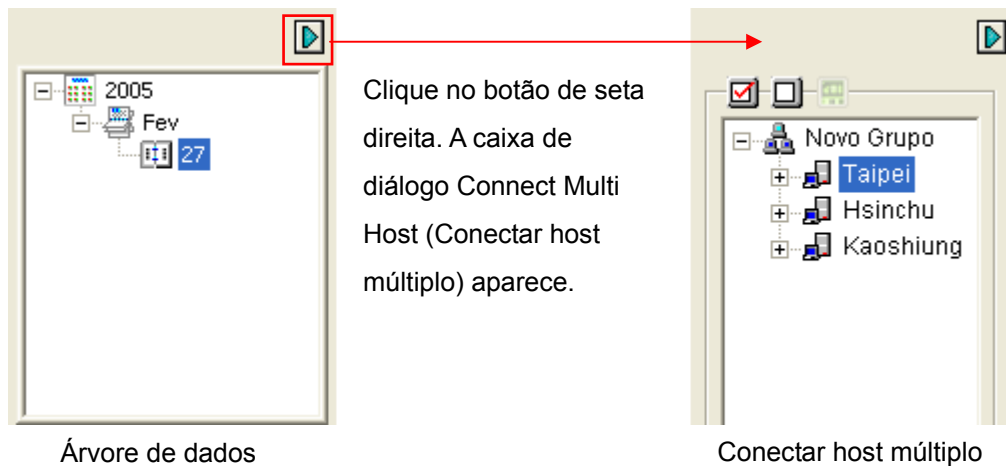 2005
Fev
27
Árvore de dados
Clique no botão de seta
direita. A caixa de
diálogo Connect Multi
Host (Conectar host
múltiplo) aparece.
Novo Grupo
Taipei
Hsinchu
Kaoshiung
Conectar host múltiplo